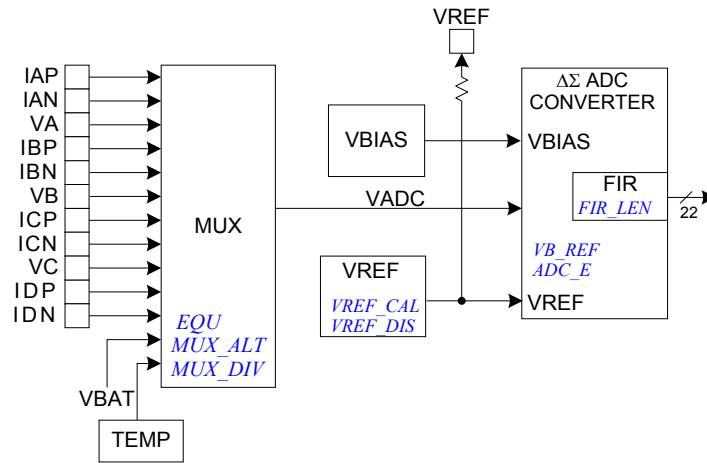 VREF
IAP
IAN
VA
IBP
IBN
VB
ICP
ICN
VC
IDP
IDN
VBAT
TEMP
MUX
EQU
MUX_ALT
MUX_DIV
VBIAS
VADC
VREF
VREF_CAL
VREF_DIS
ΔΣ ADC
CONVERTER
VBIAS
FIR
FIR_LEN
22
VB_REF
ADC_E
VREF